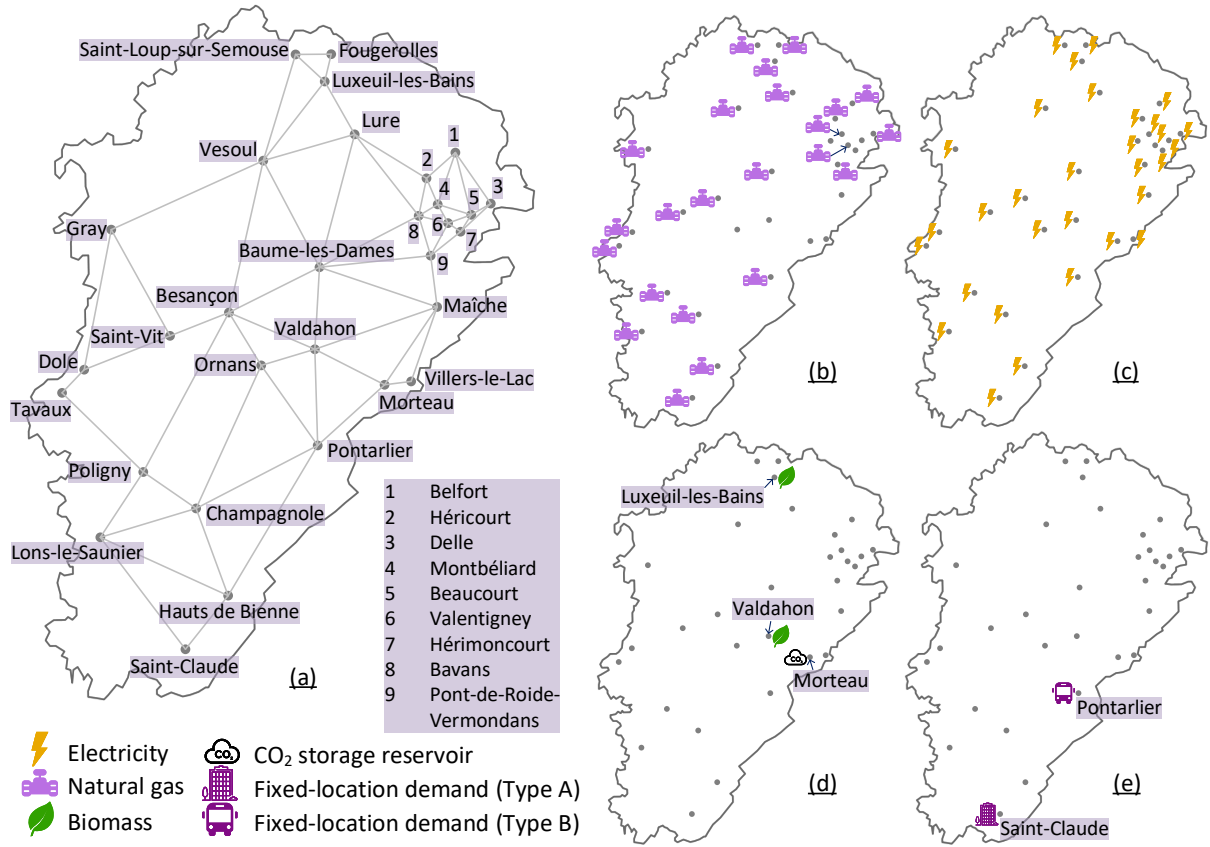 Saint-Loup-sur-Semouse
Fougerolles
Luxeuil-les-Bains
Lure
Vesoul
1
2
3
4
5
6
7
8
9
Gray
Baume-les-Dames
Besançon
Maîche
Saint-Vit
Valdahon
Dole
Ornans
Villers-le-Lac
Tavaux
Morteau
Pontarlier
Poligny
Champagnole
Lons-le-Saunier
Hauts de Bienne
Saint-Claude
(a)
1 Belfort
2 Héricourt
3 Delle
4 Montbéliard
5 Beaucourt
6 Valentigney
7 Hérimoncourt
8 Bavans
9 Pont-de-Roide-
Vermondans
(b)
(c)
Luxeuil-les-Bains
Valdahon
CO₂
Morteau
(d)
Pontarlier
Saint-Claude
(e)
Electricity
Natural gas
Biomass
CO₂
CO₂ storage reservoir
Fixed-location demand (Type A)
Fixed-location demand (Type B)